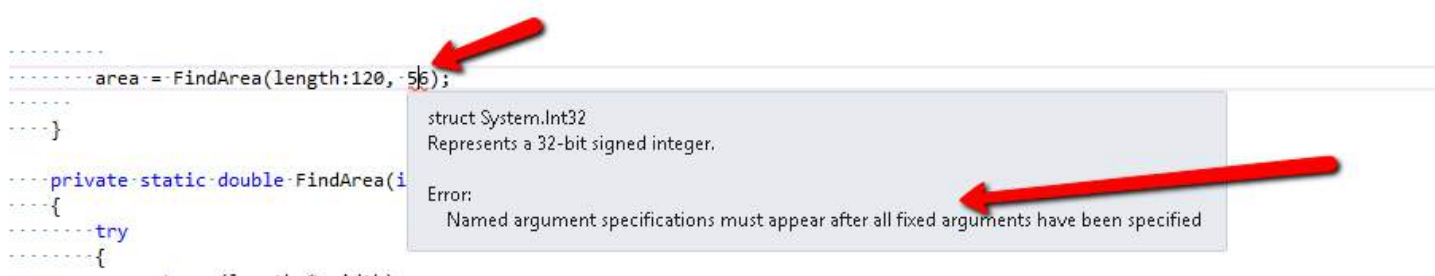 area = FindArea(length:120, 56);
struct System.Int32
Represents a 32-bit signed integer.
}
private static double FindArea(i
Error:
{
Named argument specifications must appear after all fixed arguments have been specified
try
{